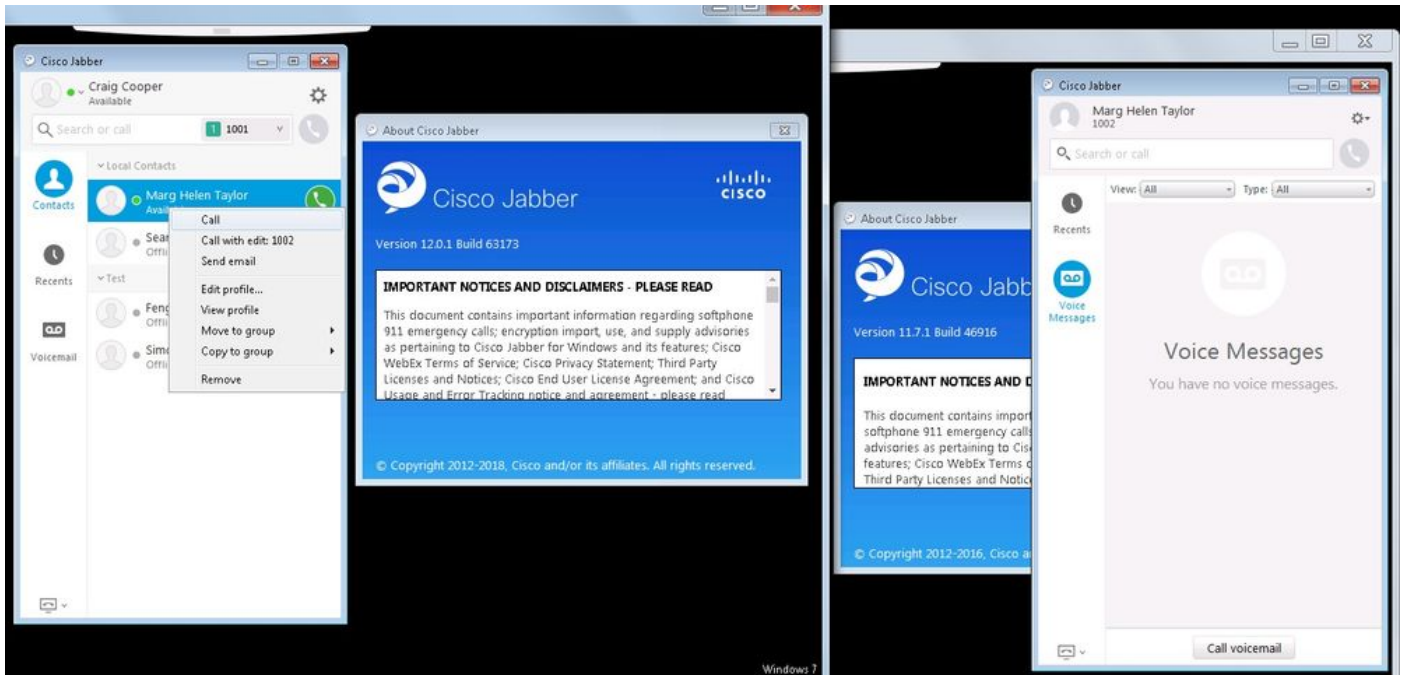 Cisco Jabber
Craig Cooper
Available
Search or call
1 1001
Contacts
Recents
Voicemail
Local Contacts
Marg Helen Taylor
Test
Call
Call with edit: 1002
Send email
Edit profile...
View profile
Move to group
Copy to group
Remove
About Cisco Jabber
Cisco Jabber
CISCO
Version 12.0.1 Build 63173
IMPORTANT NOTICES AND DISCLAIMERS - PLEASE READ
This document contains important information regarding softphone
911 emergency calls; encryption import, use, and supply advisories
as pertaining to Cisco Jabber for Windows and its features; Cisco
WebEx Terms of Service; Cisco Privacy Statement; Third Party
Licenses and Notices; Cisco End User License Agreement; and Cisco
Usage and Error Tracking notice and agreement - please read
© Copyright 2012-2018, Cisco and/or its affiliates. All rights reserved.
Windows 7
About Cisco Jabber
Cisco Jabb
Version 11.7.1 Build 46916
IMPORTANT NOTICES AND
This document contains import
softphone 911 emergency calls
advisories as pertaining to Cis
features; Cisco WebEx Terms
Third Party Licenses and Notic
© Copyright 2012-2016, Cisco
Cisco Jabber
Marg Helen Taylor
1002
Search or call
Recents
Voice
Messages
View: All Type: All
Voice Messages
You have no voice messages.
Call voicemail